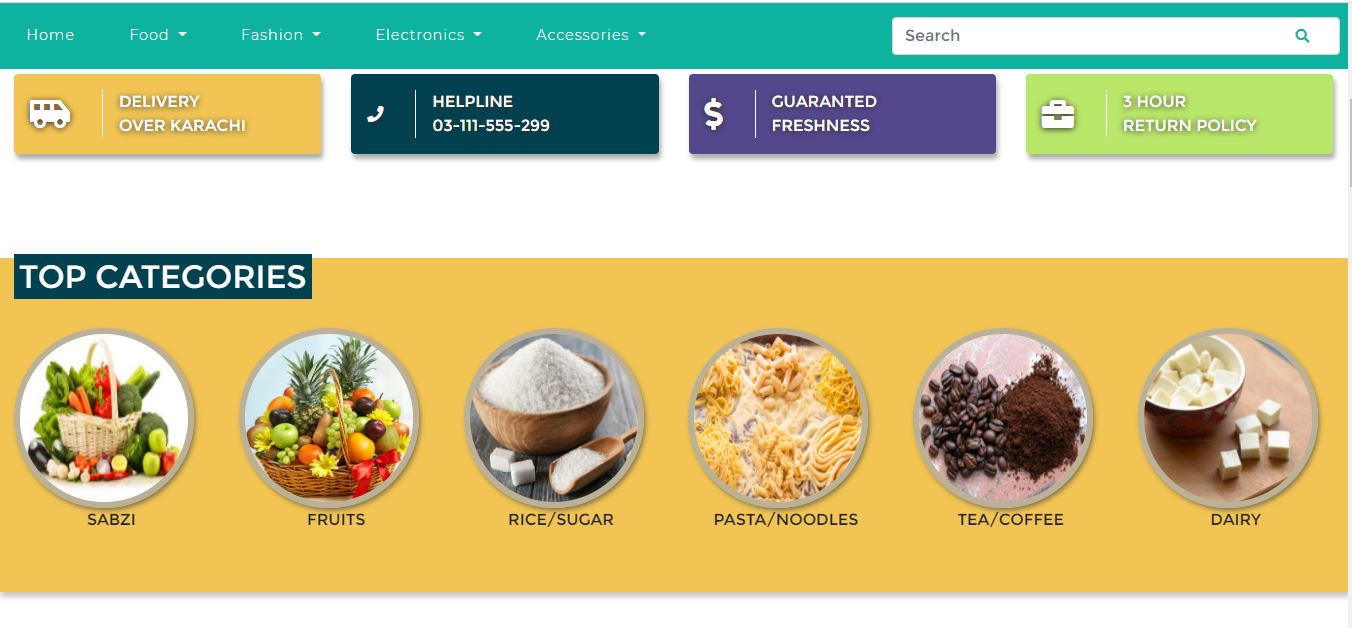 Home Food Fashion Electronics Accessories Search
DELIVERY
OVER KARACHI
HELPLINE
03-111-555-299
GUARANTED
FRESHNESS
3 HOUR
RETURN POLICY
TOP CATEGORIES
SABZI
FRUITS
RICE/SUGAR
PASTA/NOODLES
TEA/COFFEE
DAIRY